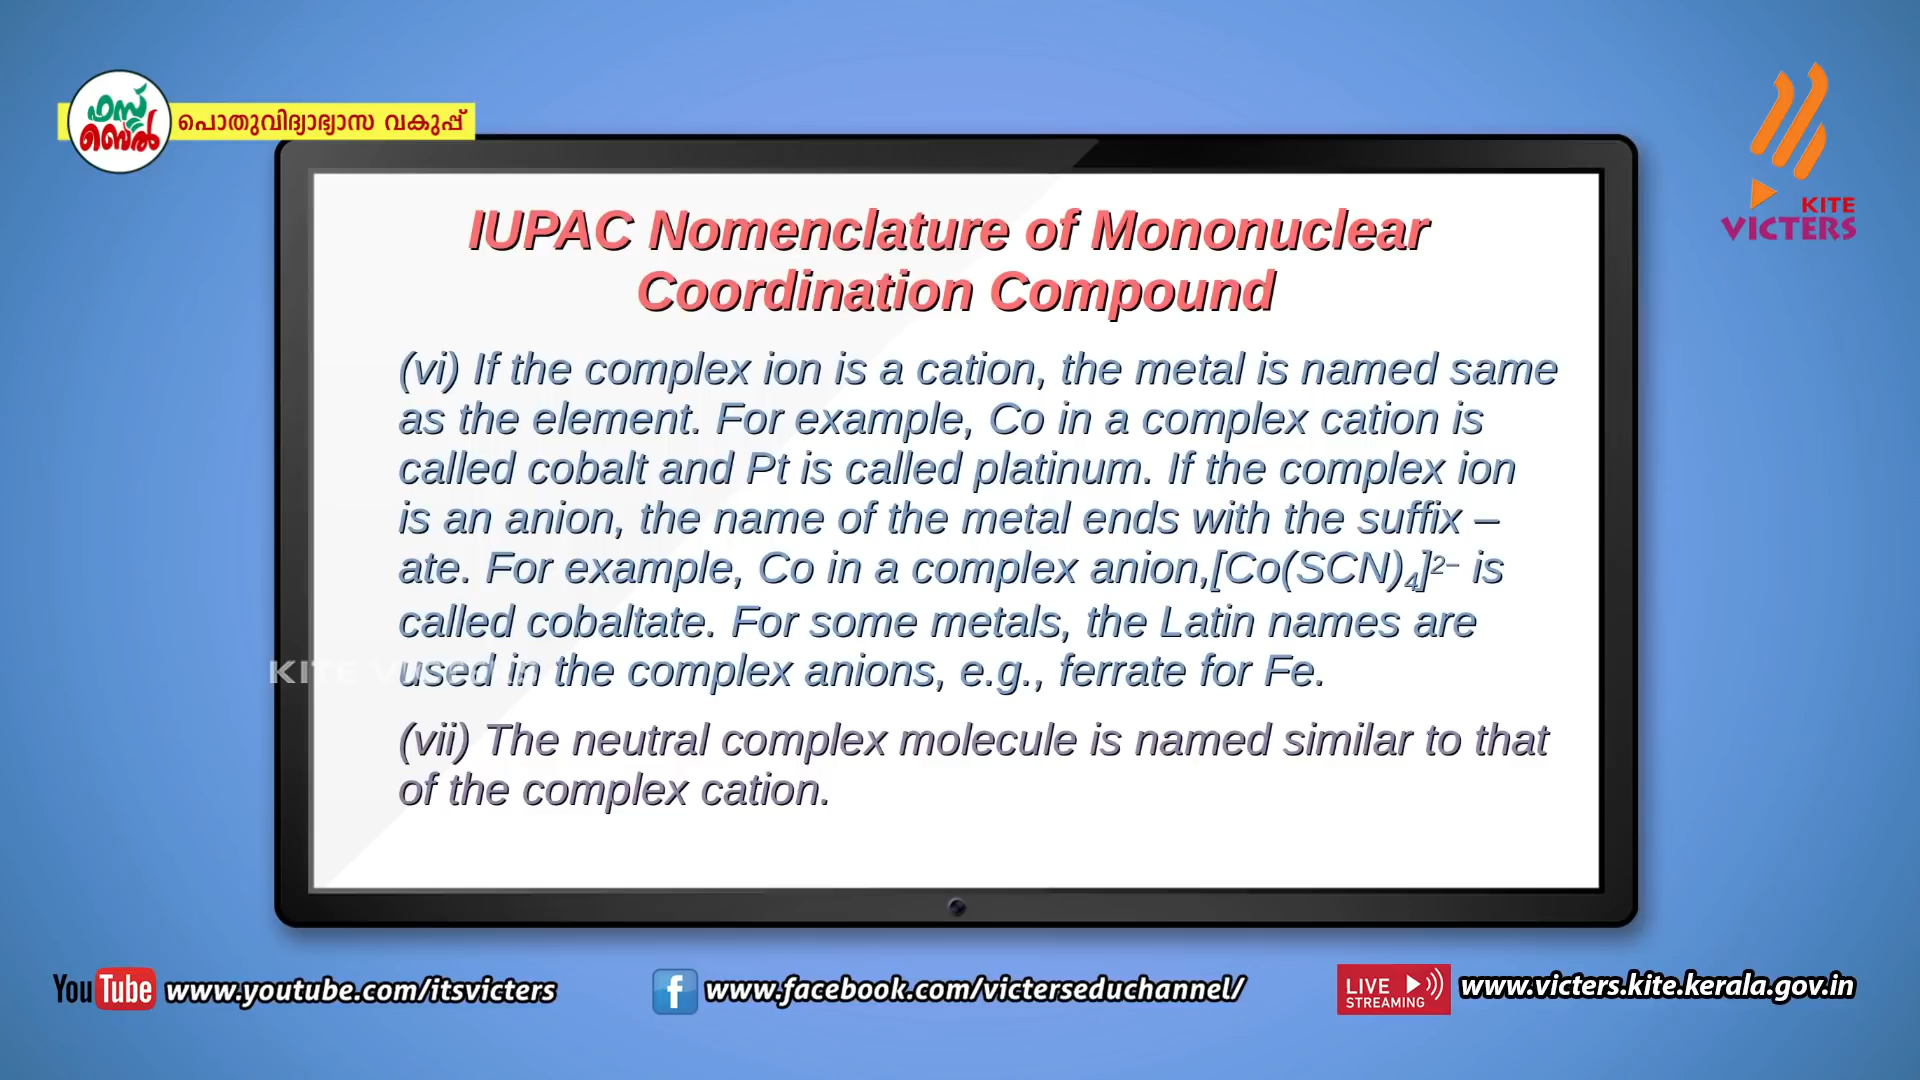 ഫസ്റ്റ്
ബെൽ
പൊതുവിദ്യാഭ്യാസ വകുപ്പ്
KITE
VICTERS
IUPAC Nomenclature of Mononuclear
Coordination Compound
(vi) If the complex ion is a cation, the metal is named same
as the element. For example, Co in a complex cation is
called cobalt and Pt is called platinum. If the complex ion
is an anion, the name of the metal ends with the suffix –
ate. For example, Co in a complex anion,[Co(SCN)₄]²⁻ is
called cobaltate. For some metals, the Latin names are
used in the complex anions, e.g., ferrate for Fe.
(vii) The neutral complex molecule is named similar to that
of the complex cation.
YouTube www.youtube.com/itsvicters
f www.facebook.com/victerseduchannel/
LIVE
STREAMING
www.victers.kite.kerala.gov.in